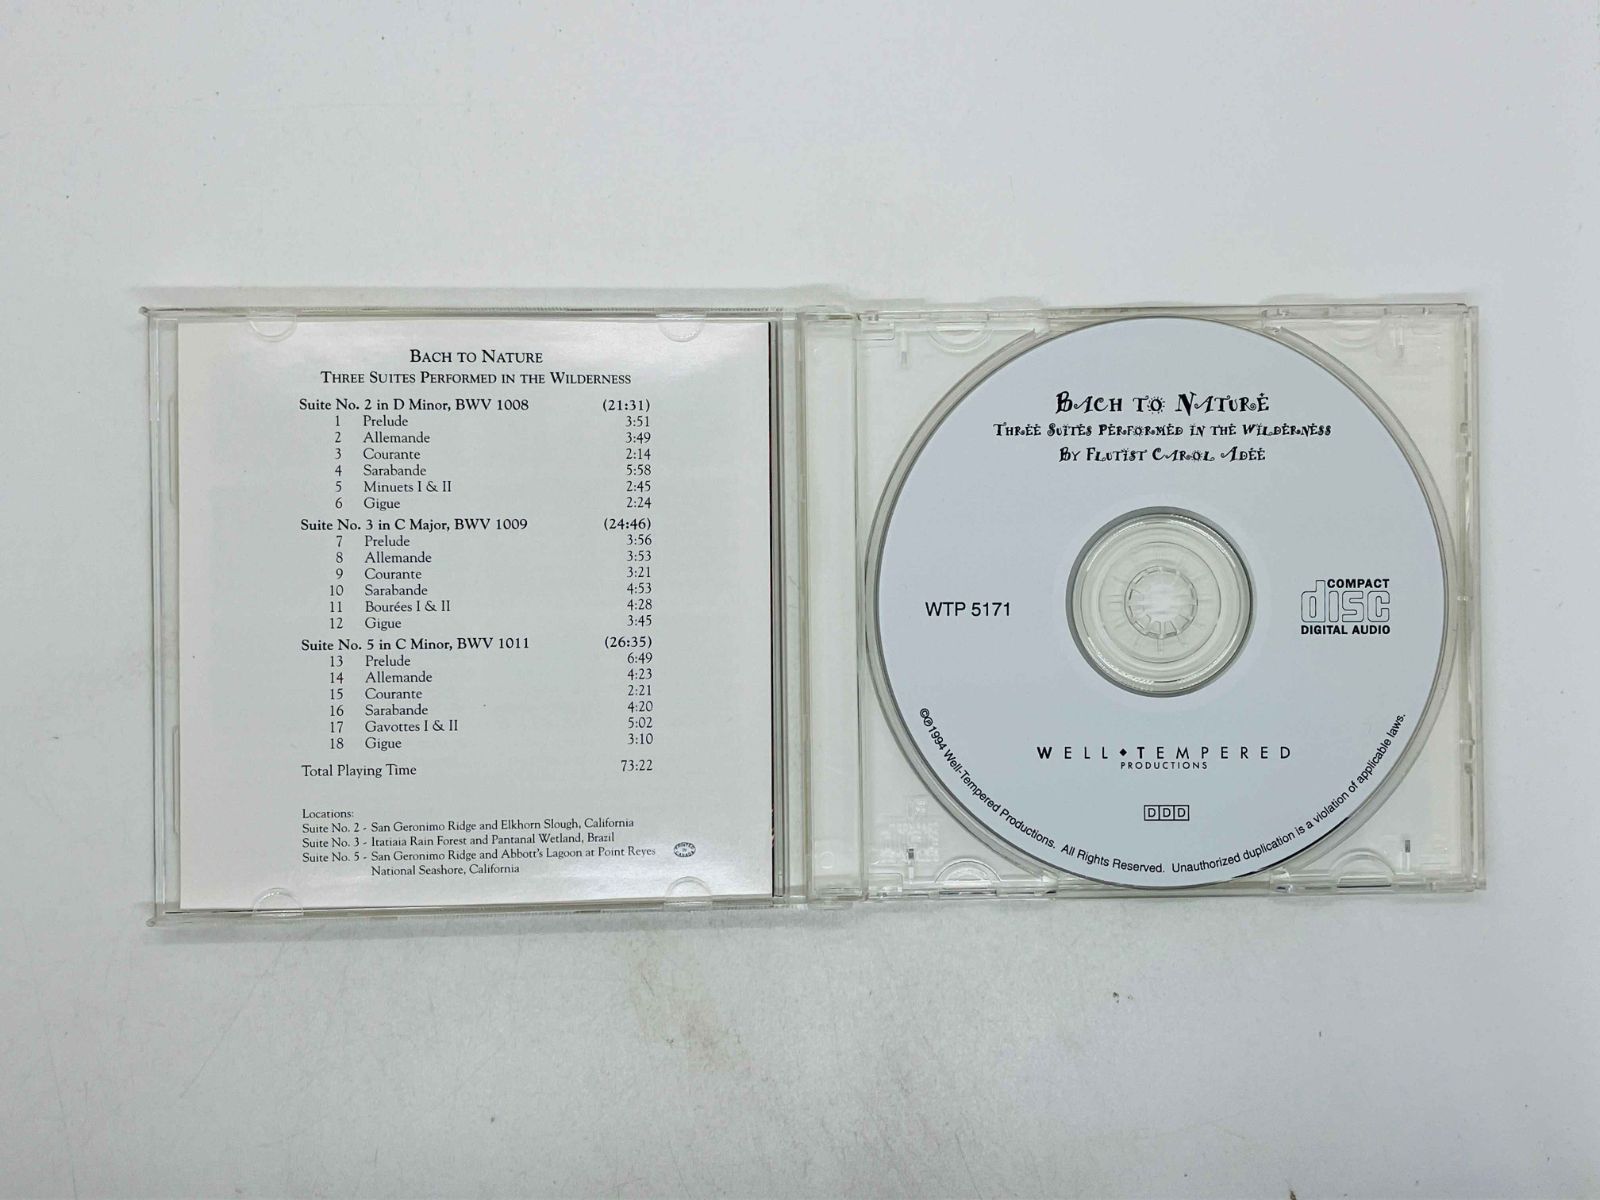 BACH TO NATURE
THREE SUITES PERFORMED IN THE WILDERNESS
Suite No. 2 in D Minor, BWV 1008 (21:31)
1 Prelude 3:51
2 Allemande 3:49
3 Courante 2:14
4 Sarabande 5:58
5 Minuets I & II 2:45
6 Gigue 2:24
Suite No. 3 in C Major, BWV 1009 (24:46)
7 Prelude 3:56
8 Allemande 3:53
9 Courante 3:21
10 Sarabande 4:53
11 Bourées I & II 4:28
12 Gigue 3:45
Suite No. 5 in C Minor, BWV 1011 (26:35)
13 Prelude 6:49
14 Allemande 4:23
15 Courante 2:21
16 Sarabande 4:20
17 Gavottes I & II 5:02
18 Gigue 3:10
Total Playing Time 73:22
Locations:
Suite No. 2 - San Geronimo Ridge and Elkhorn Slough, California
Suite No. 3 - Itatiaia Rain Forest and Pantanal Wetland, Brazil
Suite No. 5 - San Geronimo Ridge and Abbott's Lagoon at Point Reyes
National Seashore, California
BACH TO NATURE
THREE SUITES PERFORMED IN THE WILDERNESS
BY FLUTIST CAROL ADEE
WTP 5171
COMPACT
disc
DIGITAL AUDIO
WELL◆TEMPERED
PRODUCTIONS
DDD
©℗1994 Well-Tempered Productions. All Rights Reserved. Unauthorized duplication is a violation of applicable laws.